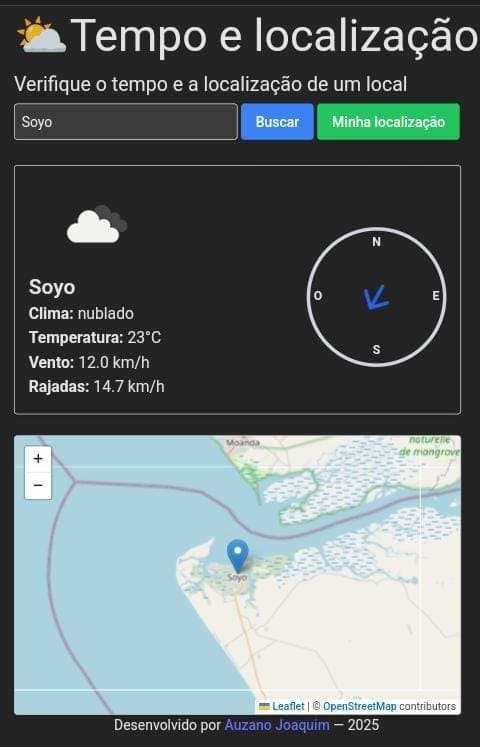 Tempo e localização
Verifique o tempo e a localização de um local
Soyo
Buscar
Minha localização
Soyo
Clima: nublado
Temperatura: 23°C
Vento: 12.0 km/h
Rajadas: 14.7 km/h
N
O E
S
+
−
Moanda
naturelle
de mangrove
Soyo
Leaflet | © OpenStreetMap contributors
Desenvolvido por Auzano Joaquim — 2025